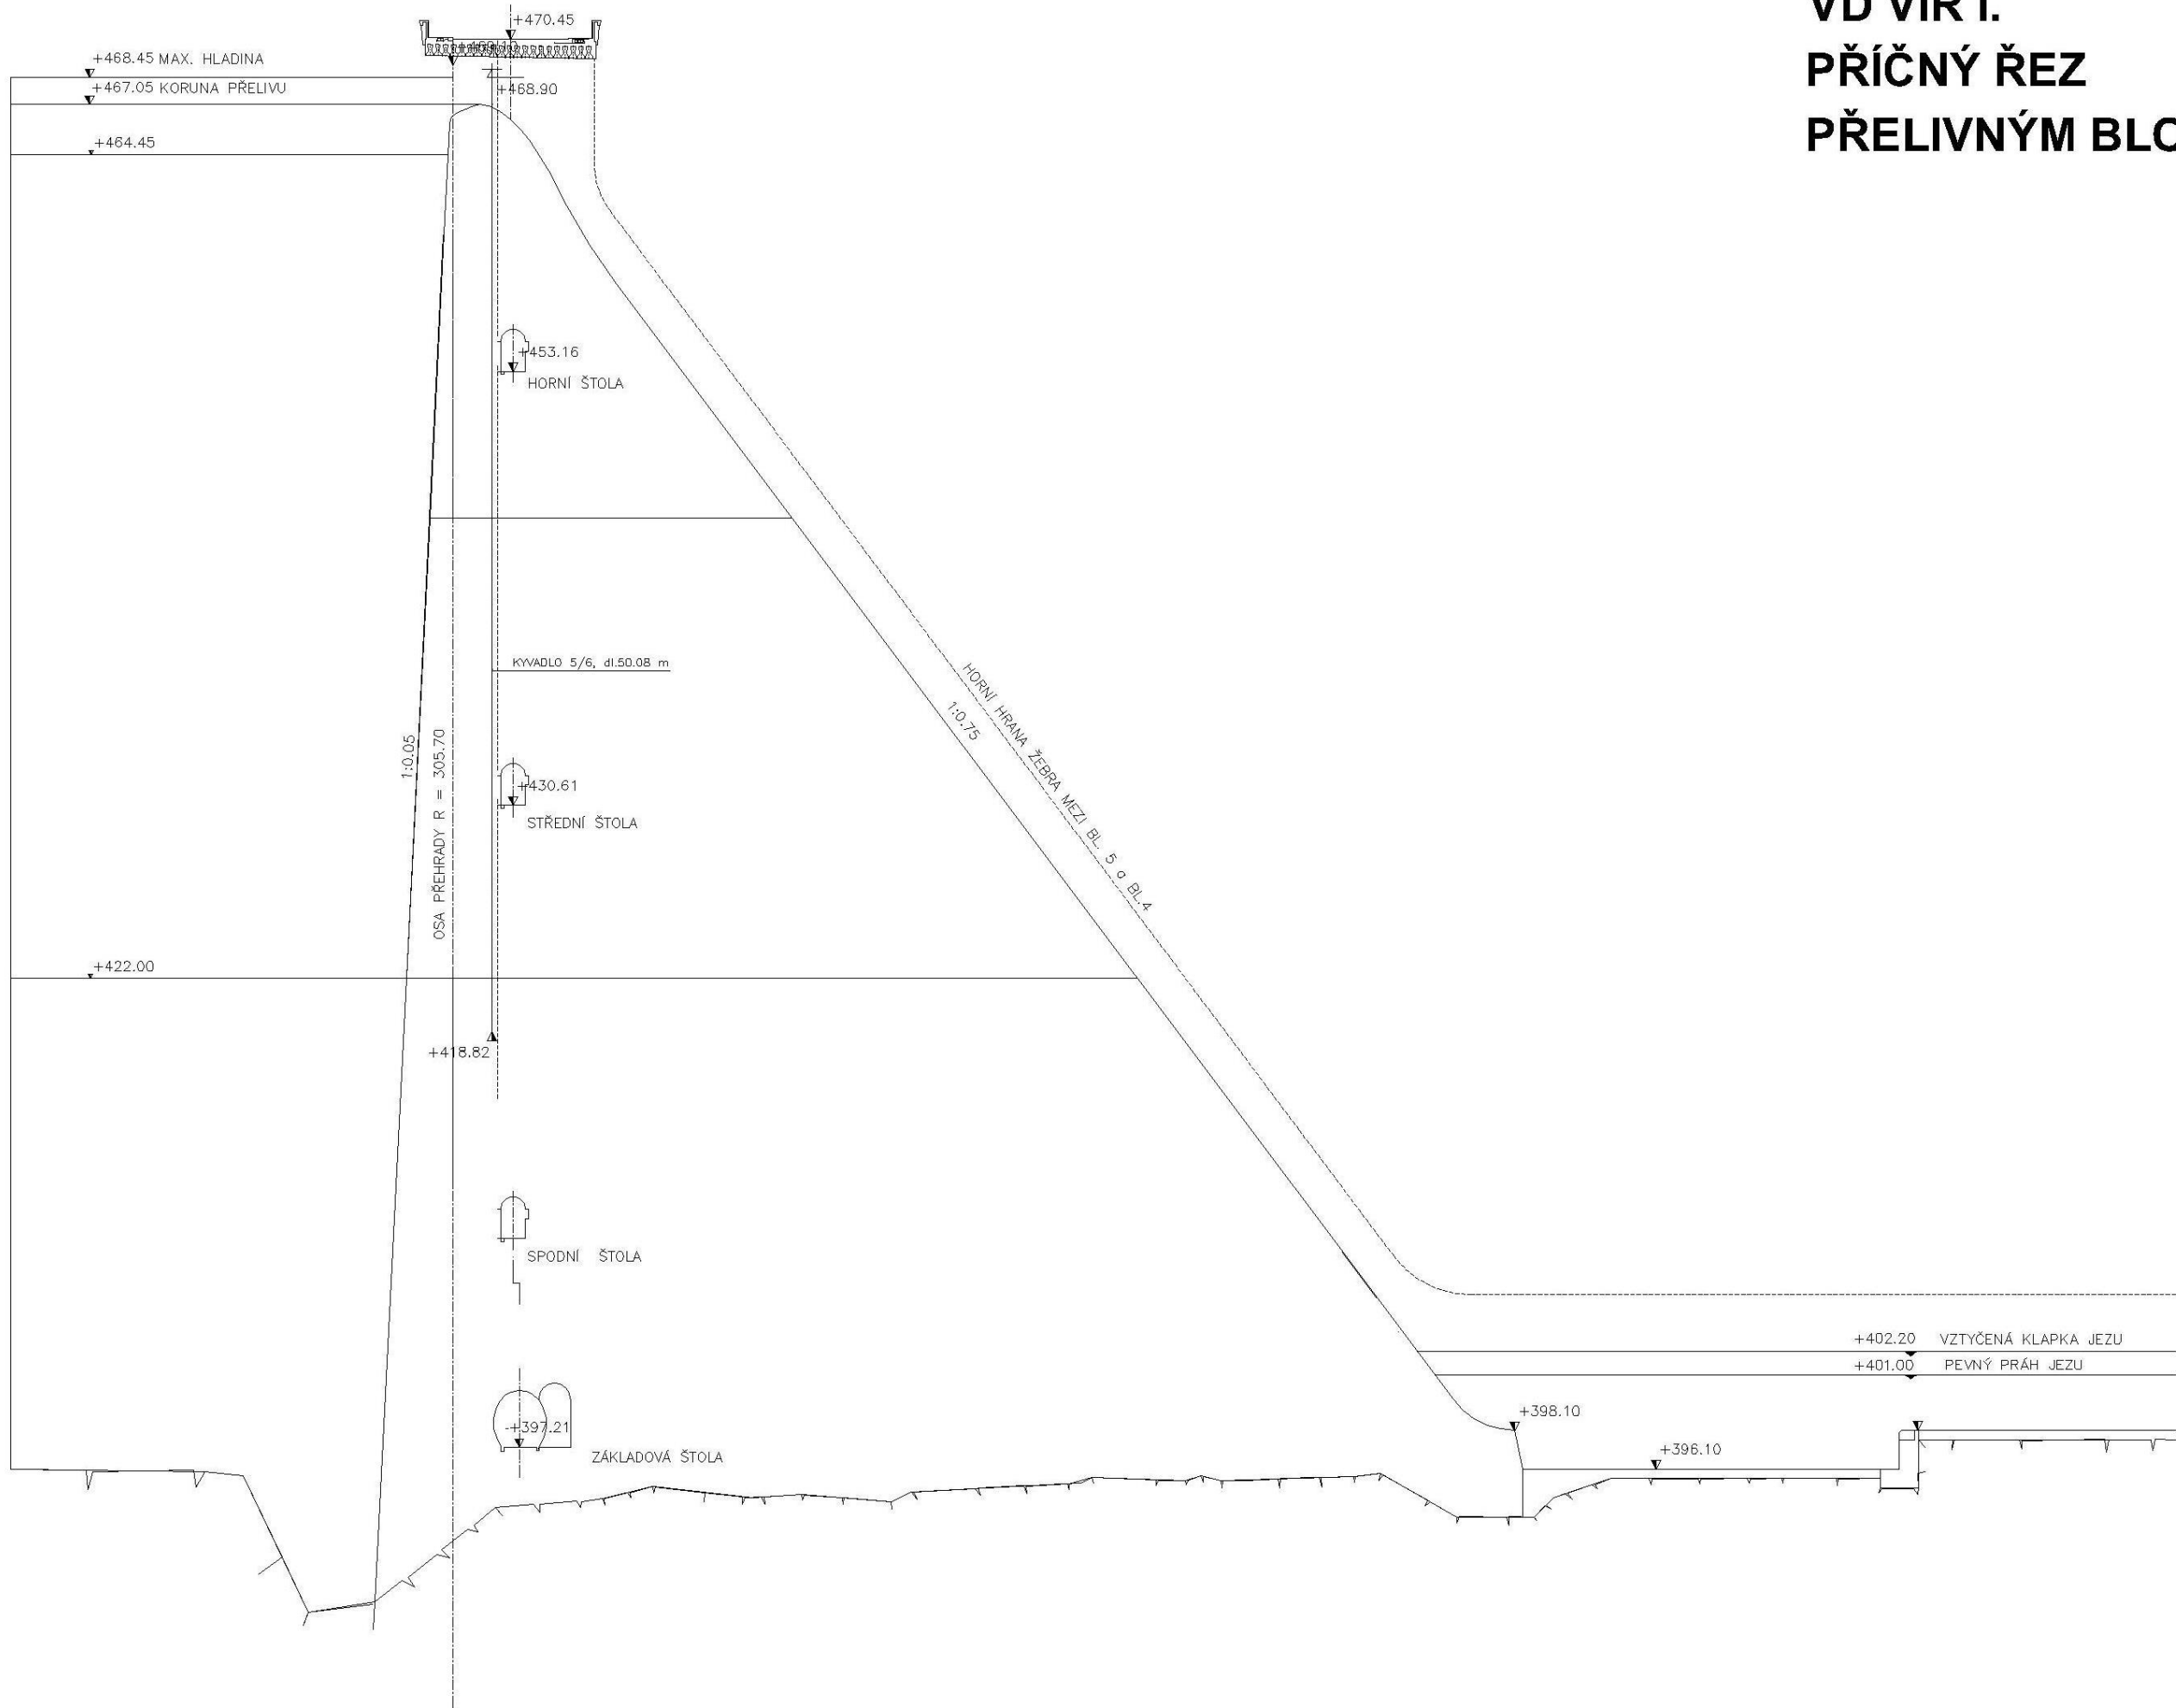 VD VÍR I.
PŘÍČNÝ ŘEZ
PŘELIVNÝM BLO
+470.45
+468.45 MAX. HLADINA
+468.90
+467.05 KORUNA PŘELIVU
+464.45
+453.16
HORNÍ ŠTOLA
KYVADLO 5/6, dl.50.08 m
HORNÍ HRANA ŽEBRA MEZI BL. 5 a BL.4
1:0.75
1:0.05
OSA PŘEHRADY R = 305.70
+430.61
STŘEDNÍ ŠTOLA
+422.00
+418.82
SPODNÍ ŠTOLA
+402.20 VZTYČENÁ KLAPKA JEZU
+401.00 PEVNÝ PRÁH JEZU
+398.10
+397.21
+396.10
ZÁKLADOVÁ ŠTOLA